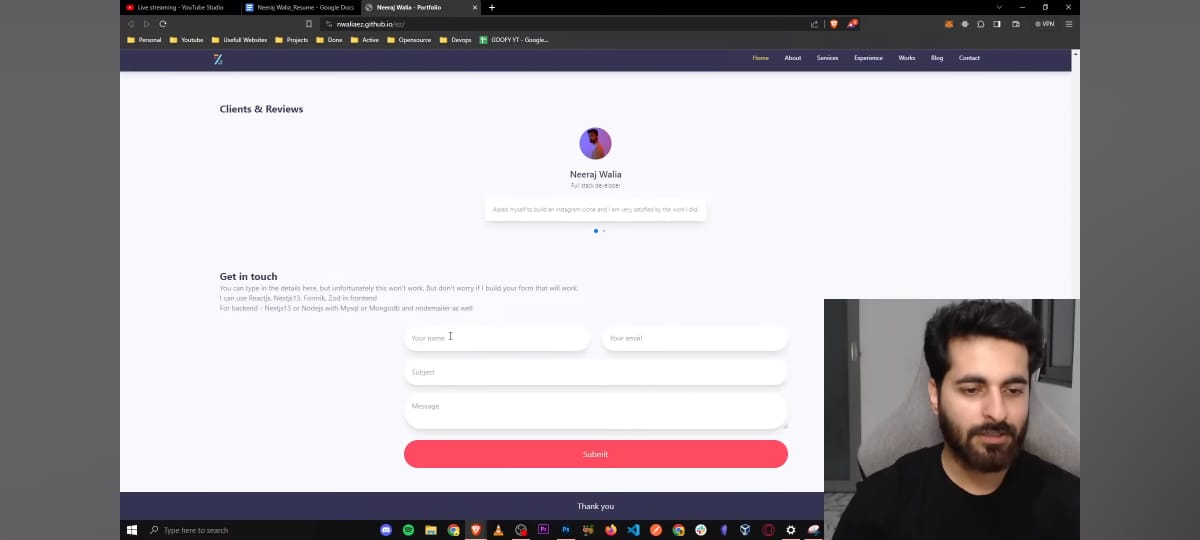 Live streaming - YouTube Studio
Neeraj Walia_Resume - Google Docs
Neeraj Walia - Portfolio
nwaliaez.github.io/ez/
VPN
Personal
Youtube
Usefull Websites
Projects
Done
Active
Opensource
Devops
GOOFY YT - Google...
Home
About
Services
Experience
Works
Blog
Contact
Clients & Reviews
Neeraj Walia
Full stack developer
Asked myself to build an instagram clone and I am very satisfied by the work I did.
Get in touch
You can type in the details here, but unfortunately this won't work. But don't worry if I build your form that will work.
I can use Reactjs, Nextjs13, Formik, Zod in frontend
For backend - Nextjs13 or Nodejs with Mysql or Mongodb and nodemailer as well
Your name
Your email
Subject
Message
Submit
Thank you
Type here to search